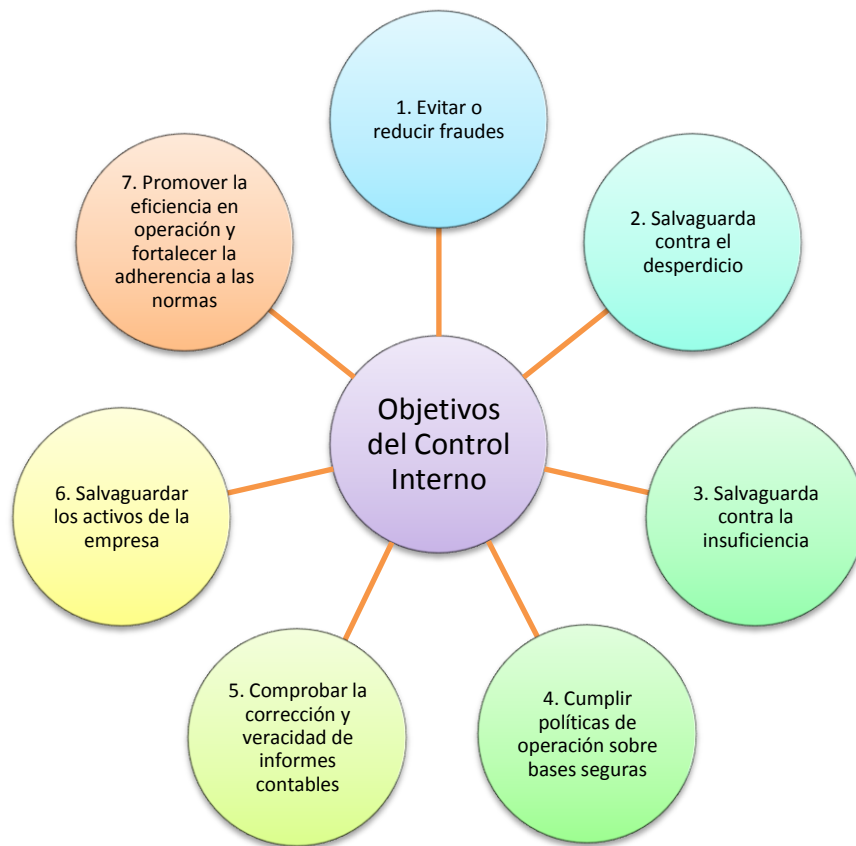 1. Evitar o
reducir fraudes
2. Salvaguarda
contra el
desperdicio
3. Salvaguarda
contra la
insuficiencia
4. Cumplir
políticas de
operación sobre
bases seguras
5. Comprobar la
corrección y
veracidad de
informes
contables
6. Salvaguardar
los activos de la
empresa
7. Promover la
eficiencia en
operación y
fortalecer la
adherencia a las
normas
Objetivos
del Control
Interno